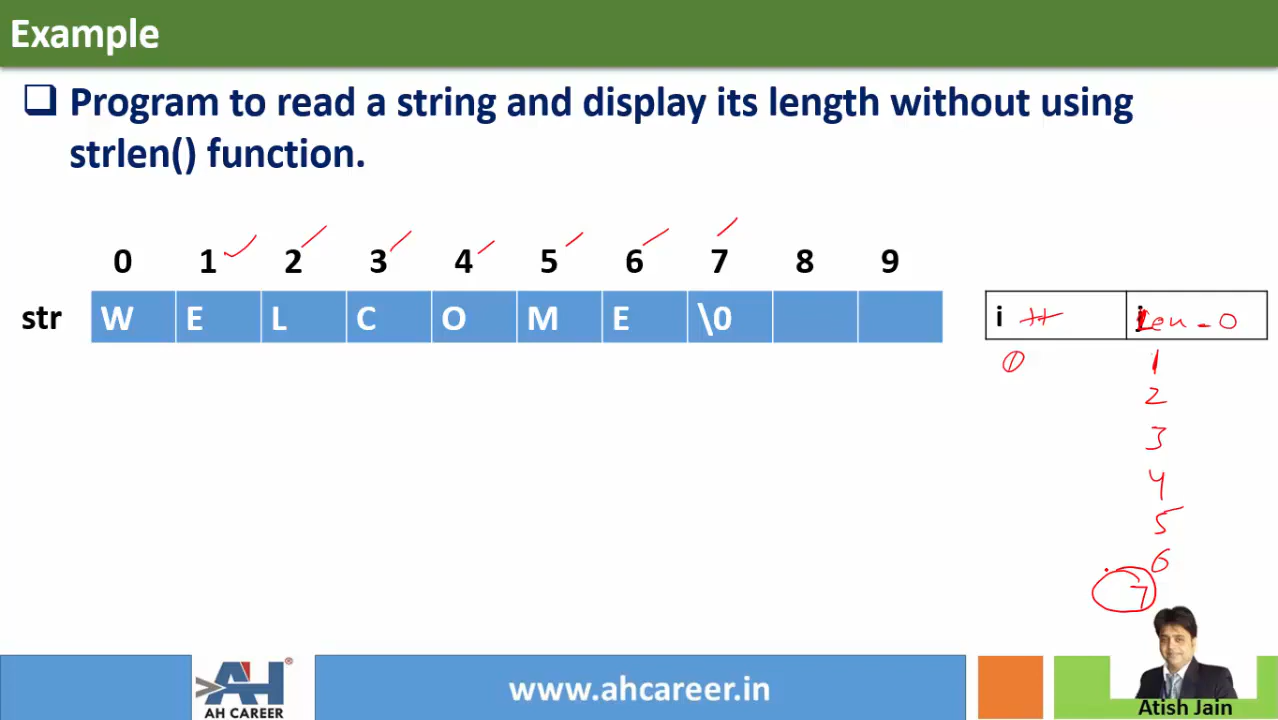 Example
Program to read a string and display its length without using
strlen() function.
0 1 2 3 4 5 6 7 8 9
str W E L C O M E \0
i ++ len = 0
0 1
2
3
4
5
6
7
AH
AH CAREER
www.ahcareer.in
Atish Jain